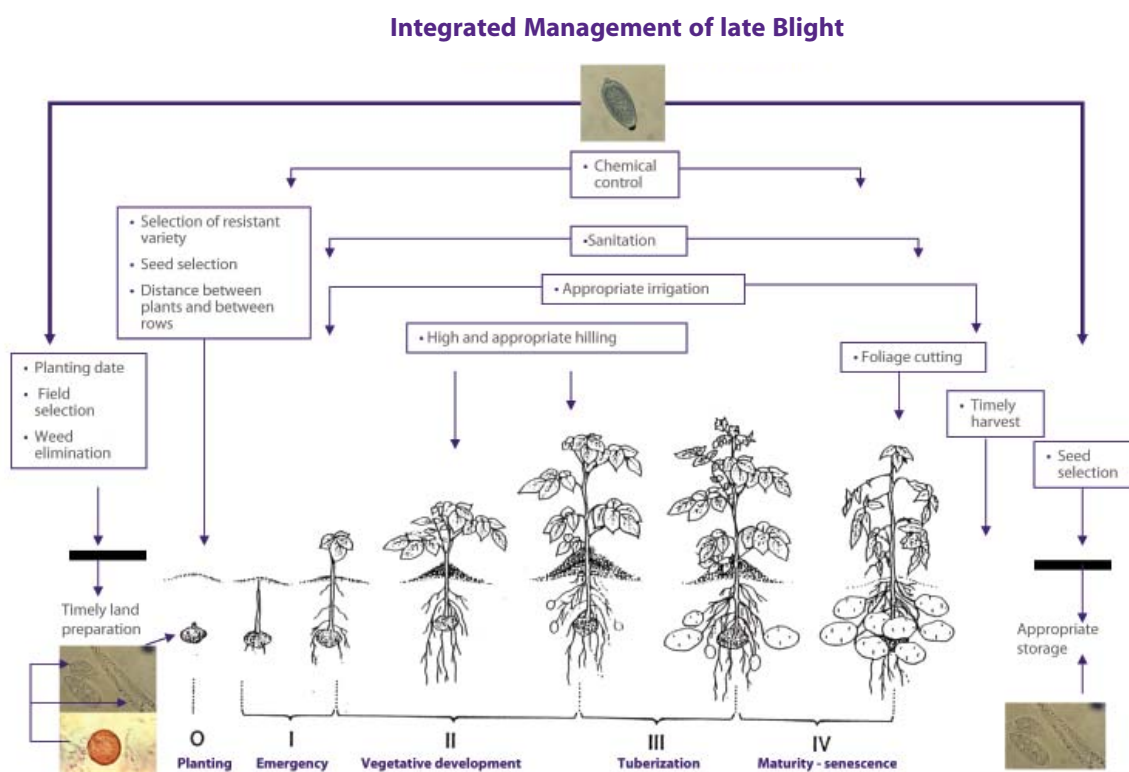 Integrated Management of late Blight
• Chemical
control
• Selection of resistant
variety
• Seed selection
• Distance between
plants and between
rows
•Sanitation
• Appropriate irrigation
• High and appropriate hilling
• Planting date
• Field
selection
• Weed
elimination
• Foliage cutting
• Timely
harvest
• Seed
selection
Timely land
preparation
Appropriate
storage
O
I
II
III
IV
Planting
Emergency
Vegetative development
Tuberization
Maturity - senescence